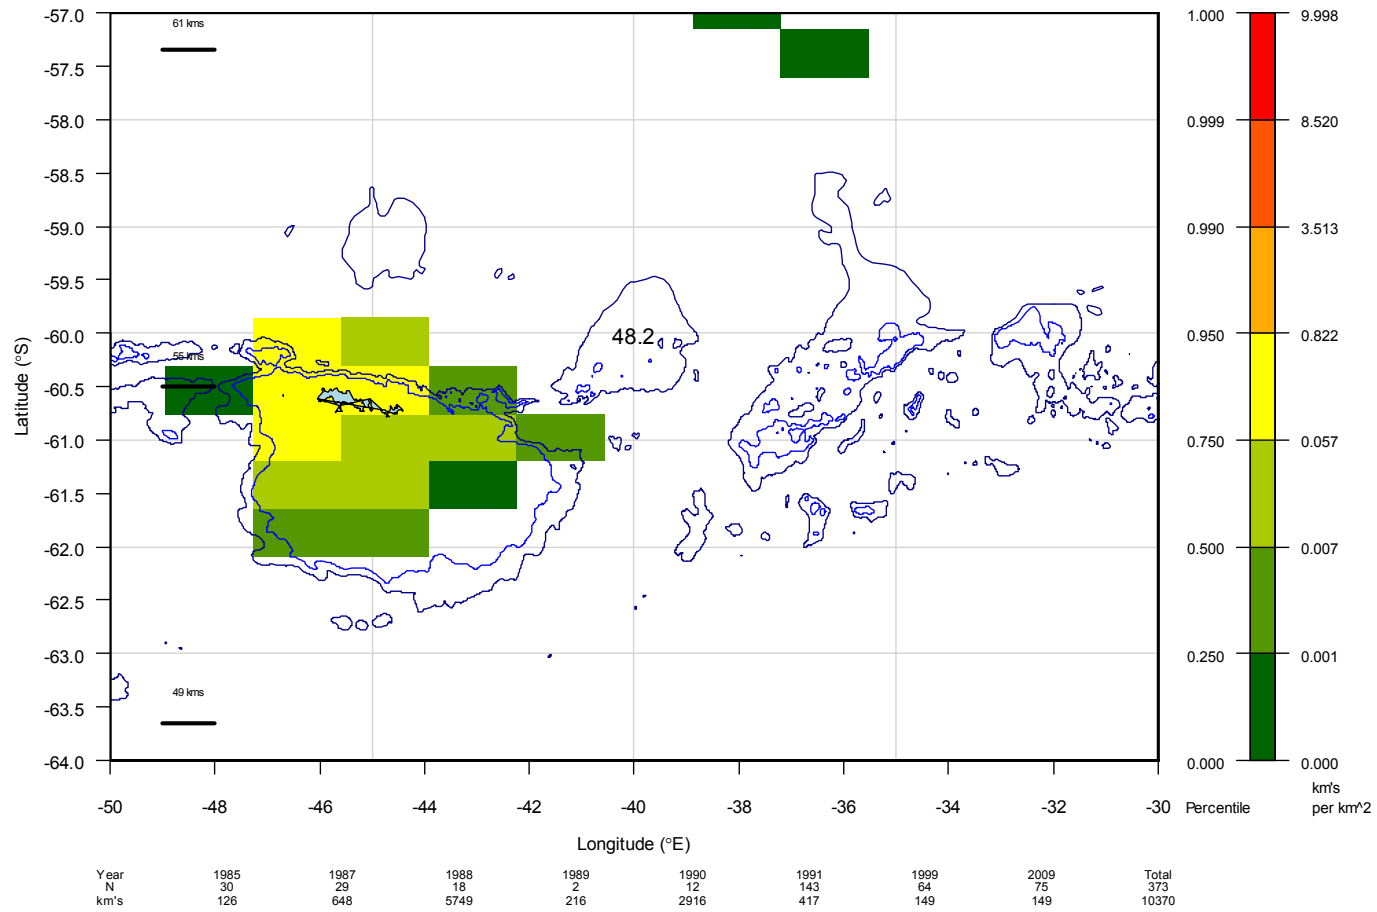 -57.0
-57.5
-58.0
-58.5
-59.0
-59.5
-60.0
-60.5
-61.0
-61.5
-62.0
-62.5
-63.0
-63.5
-64.0
Latitude (°S)
61 kms
55 kms
49 kms
48.2
-50 -48 -46 -44 -42 -40 -38 -36 -34 -32 -30
Longitude (°E)
1.000 9.998
0.999 8.520
0.990 3.513
0.950 0.822
0.750 0.057
0.500 0.007
0.250 0.001
0.000 0.000
Percentile
km's
per km^2
Year 1985 1987 1988 1989 1990 1991 1999 2009 Total
N 30 29 18 2 12 143 64 75 373
km's 126 648 5749 216 2916 417 149 149 10370